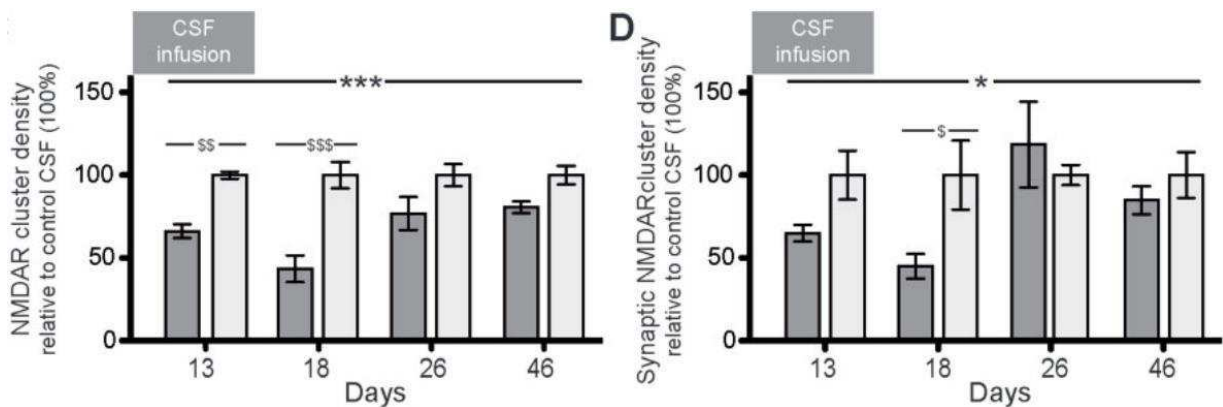 CSF
infusion
***
NMDAR cluster density
relative to control CSF (100%)
150
100
50
0
$$
$$$
13 18 26 46
Days
D
CSF
infusion
*
Synaptic NMDARcluster density
relative to control CSF (100%)
150
100
50
0
$
13 18 26 46
Days